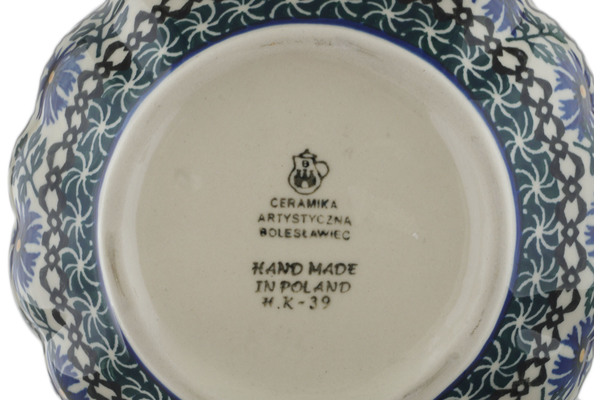 CERAMIKA
ARTYSTYCZNA
BOLESŁAWIEC
HAND MADE
IN POLAND
H.K-39